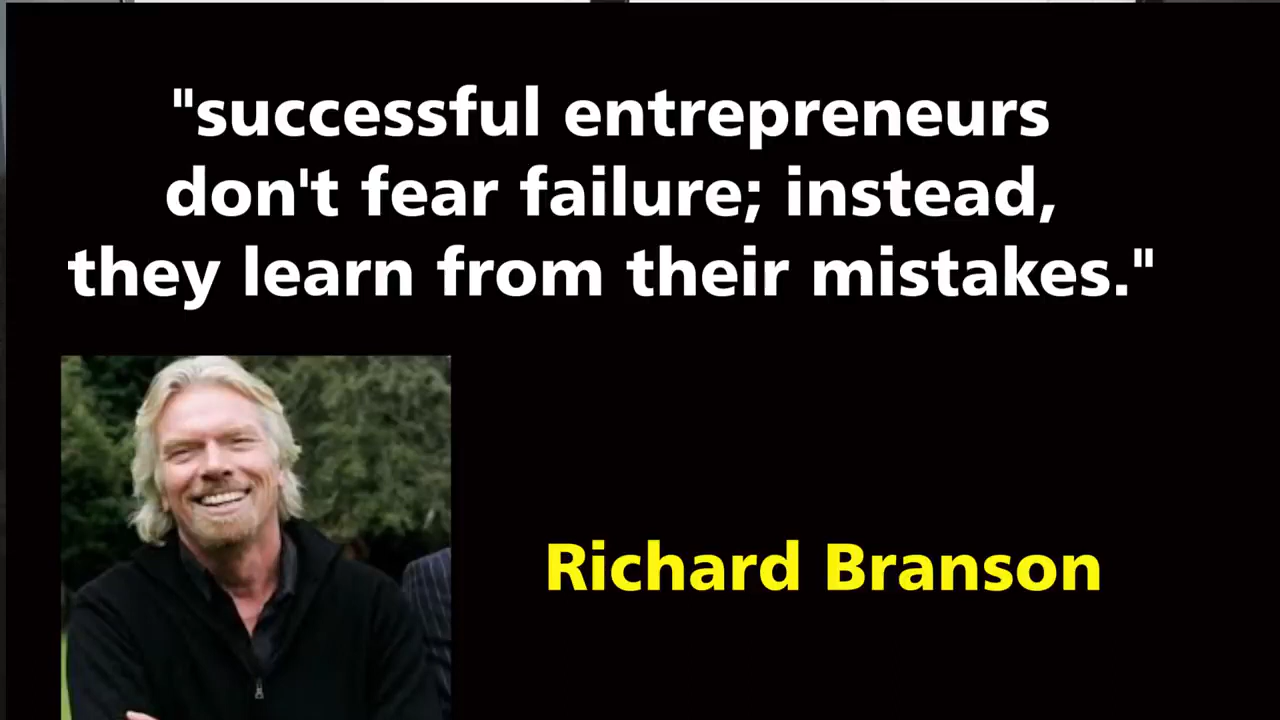 "successful entrepreneurs
don't fear failure; instead,
they learn from their mistakes."
Richard Branson